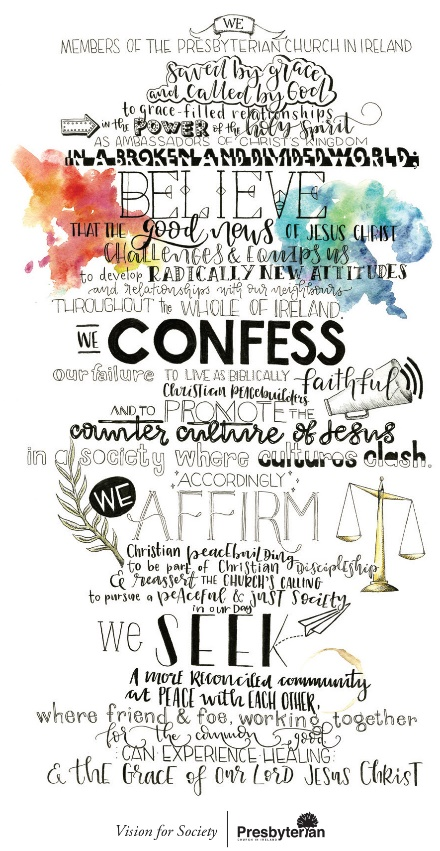 WE
MEMBERS OF THE PRESBYTERIAN CHURCH IN IRELAND
saved by grace
and called by God
to grace-filled relationships
in the POWER of the holy Spirit
AS AMBASSADORS OF CHRIST'S KINGDOM
IN A BROKEN AND DIVIDED WORLD:
BELIEVE
THAT THE good news OF JESUS CHRIST
Challenges & Equips us
to develop RADICALLY NEW ATTITUDES
and relationships with our neighbours
THROUGHOUT the WHOLE OF IRELAND.
WE CONFESS
our failure TO LIVE AS BIBLICALLY faithful
Christian PEACEbuilders
AND TO PROMOTE THE
counter culture of Jesus
in a society where cultures clash.
ACCORDINGLY
WE AFFIRM
Christian peacebuilding
to be part of Christian Discipleship
& reassert THE CHURCH'S CALLING
to pursue a peaceful & just society
in our Day
we SEEK
A more Reconciled community
at PEACE with EACH OTHER,
where friend & foe, working together
for the common good
CAN EXPERIENCE HEALING
& the Grace of Our Lord Jesus Christ
Vision for Society
Presbyterian
CHURCH IN IRELAND